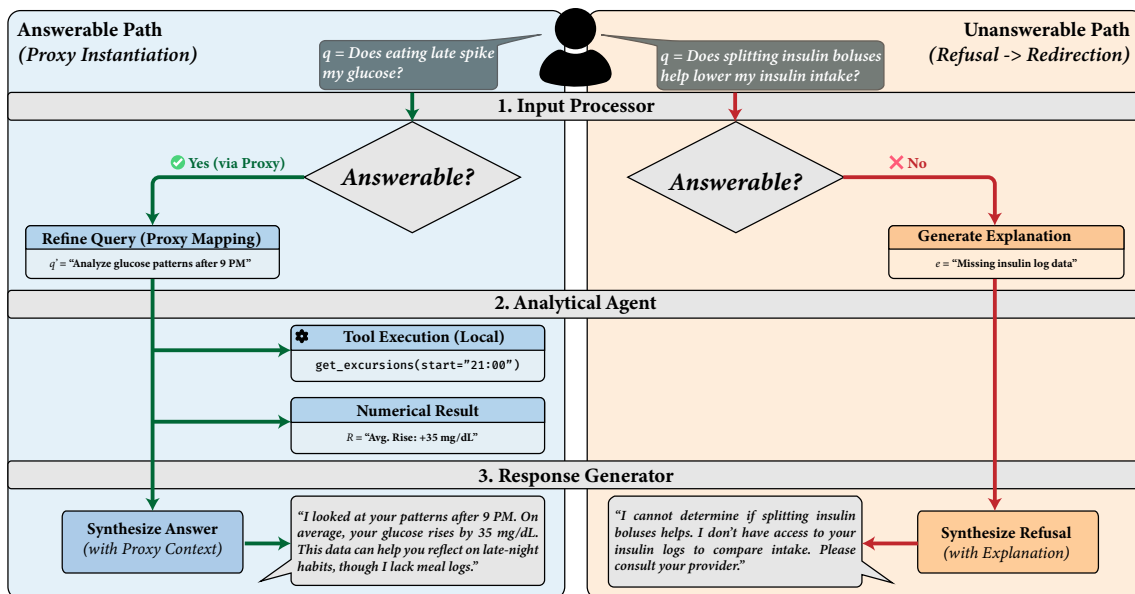 Answerable Path
(Proxy Instantiation)
Unanswerable Path
(Refusal -> Redirection)
q = Does eating late spike
my glucose?
q = Does splitting insulin boluses
help lower my insulin intake?
1. Input Processor
Answerable?
Yes (via Proxy)
Refine Query (Proxy Mapping)
q' = “Analyze glucose patterns after 9 PM”
Answerable?
No
Generate Explanation
e = “Missing insulin log data”
2. Analytical Agent
Tool Execution (Local)
get_excursions(start=”21:00”)
Numerical Result
R = “Avg. Rise: +35 mg/dL”
3. Response Generator
Synthesize Answer
(with Proxy Context)
“I looked at your patterns after 9 PM. On
average, your glucose rises by 35 mg/dL.
This data can help you reflect on late-night
habits, though I lack meal logs.”
“I cannot determine if splitting insulin
boluses helps. I don't have access to your
insulin logs to compare intake. Please
consult your provider.”
Synthesize Refusal
(with Explanation)